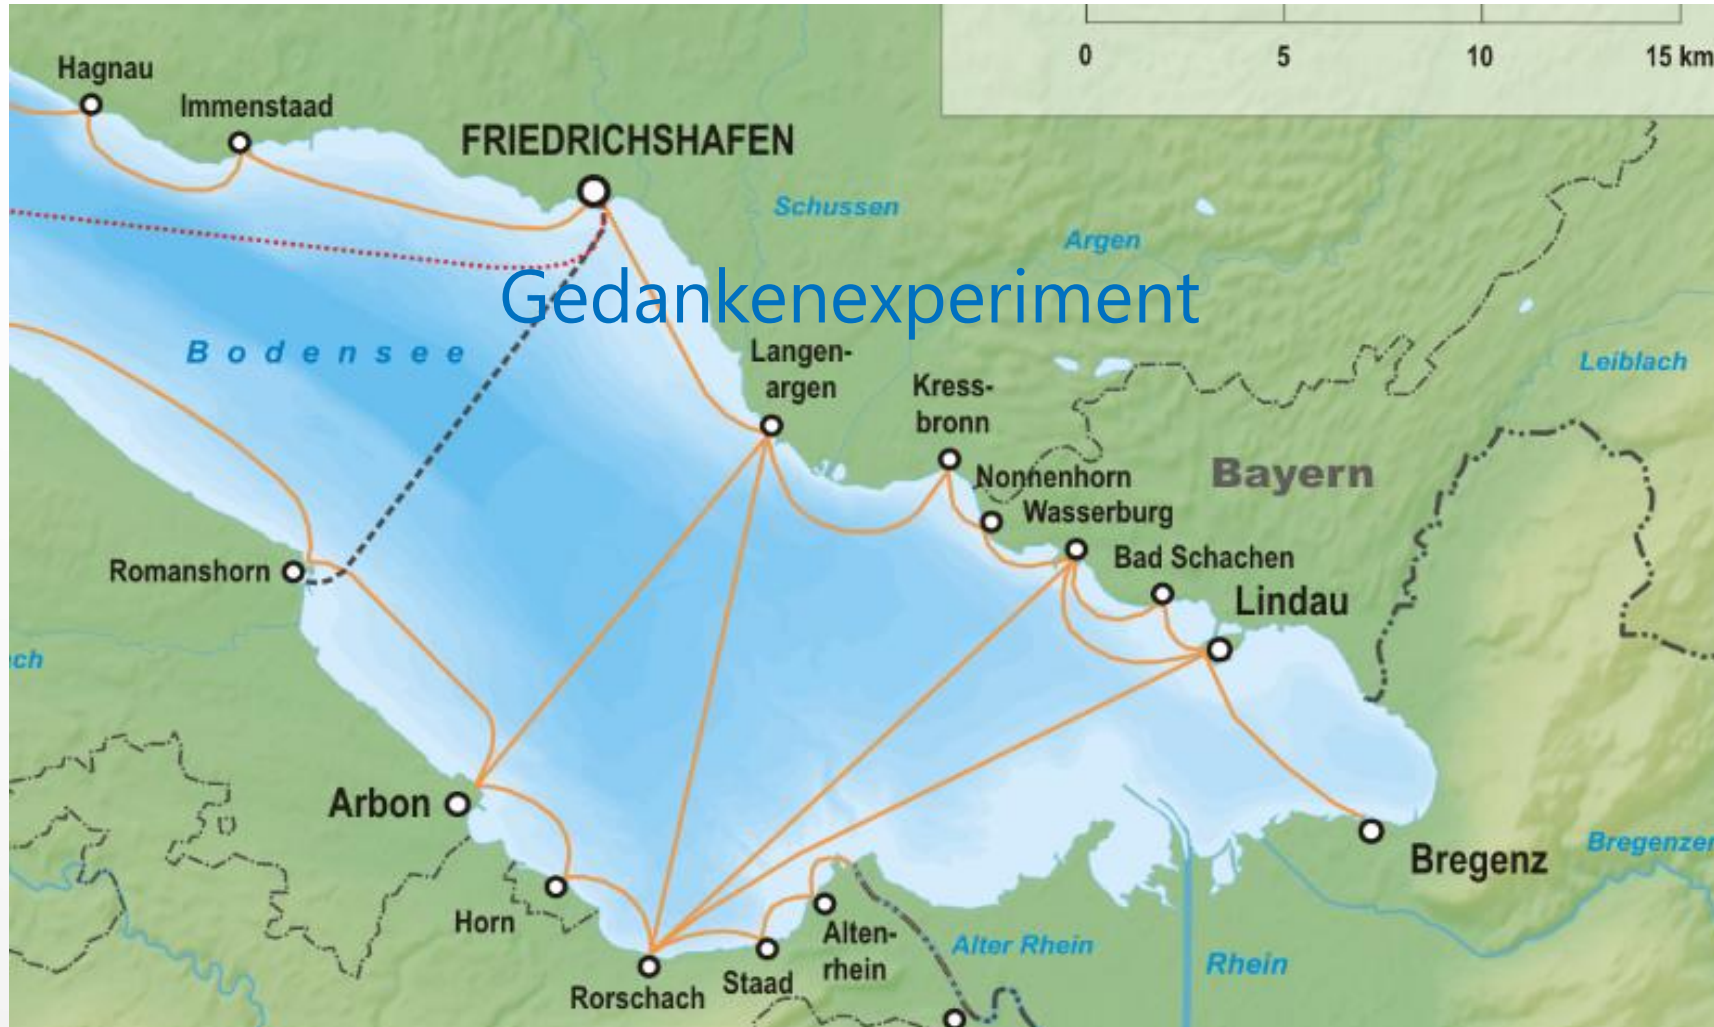 0 5 10 15 km
Hagnau
Immenstaad
FRIEDRICHSHAFEN
Schussen
Argen
Gedankenexperiment
Bodensee
Langen-
argen
Kress-
bronn
Leiblach
Nonnenhorn
Bayern
Wasserburg
Bad Schachen
Romanshorn
Lindau
ch
Arbon
Bregenz
Bregenzer
Horn
Alten-
rhein
Alter Rhein
Rhein
Staad
Rorschach